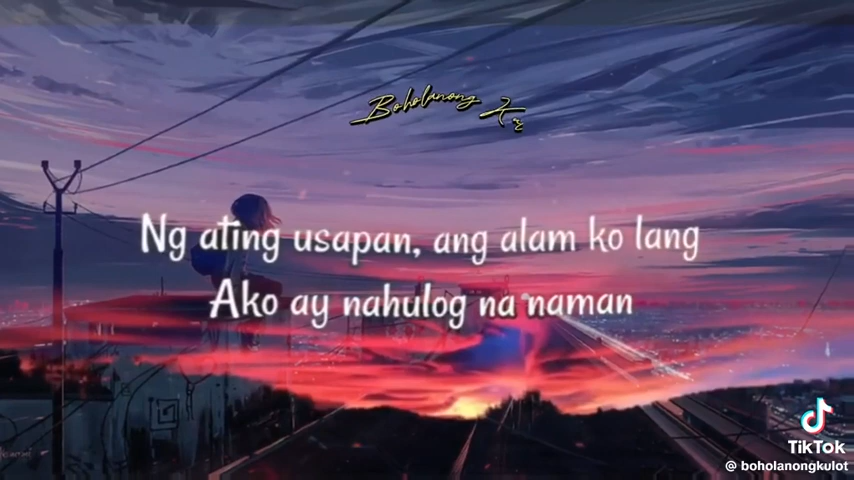 Boholanong
Ng ating usapan, ang alam ko lang
Ako ay nahulog na naman
TikTok
@ boholanongkulot